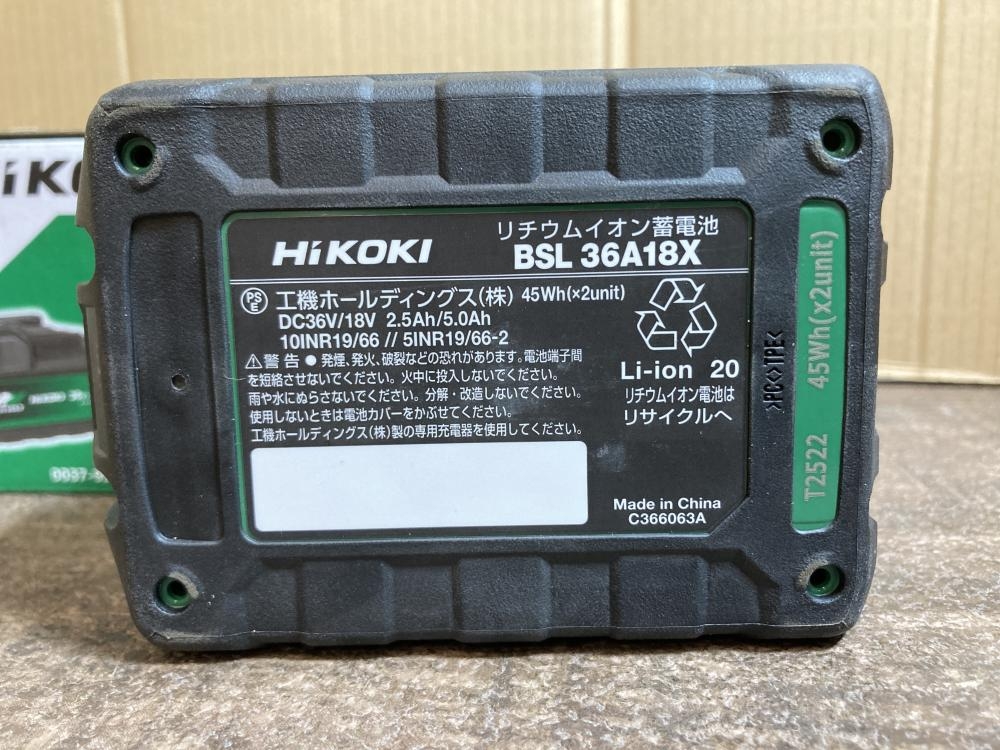 HiKOKI
リチウムイオン蓄電池
BSL 36A18X
PSE
工機ホールディングス(株) 45Wh(×2unit)
DC36V/18V 2.5Ah/5.0Ah
10INR19/66 // 5INR19/66-2
警告 ● 発煙、発火、破裂などの恐れがあります。電池端子間
を短絡させないでください。火中に投入しないでください。
雨や水にぬらさないでください。分解・改造しないでください。
使用しないときは電池カバーをかぶせてください。
工機ホールディングス(株)製の専用充電器を使用してください。
Li-ion 20
リチウムイオン電池は
リサイクルへ
Made in China
C366063A
>PC<>TPE<
T2522 45Wh(x2unit)